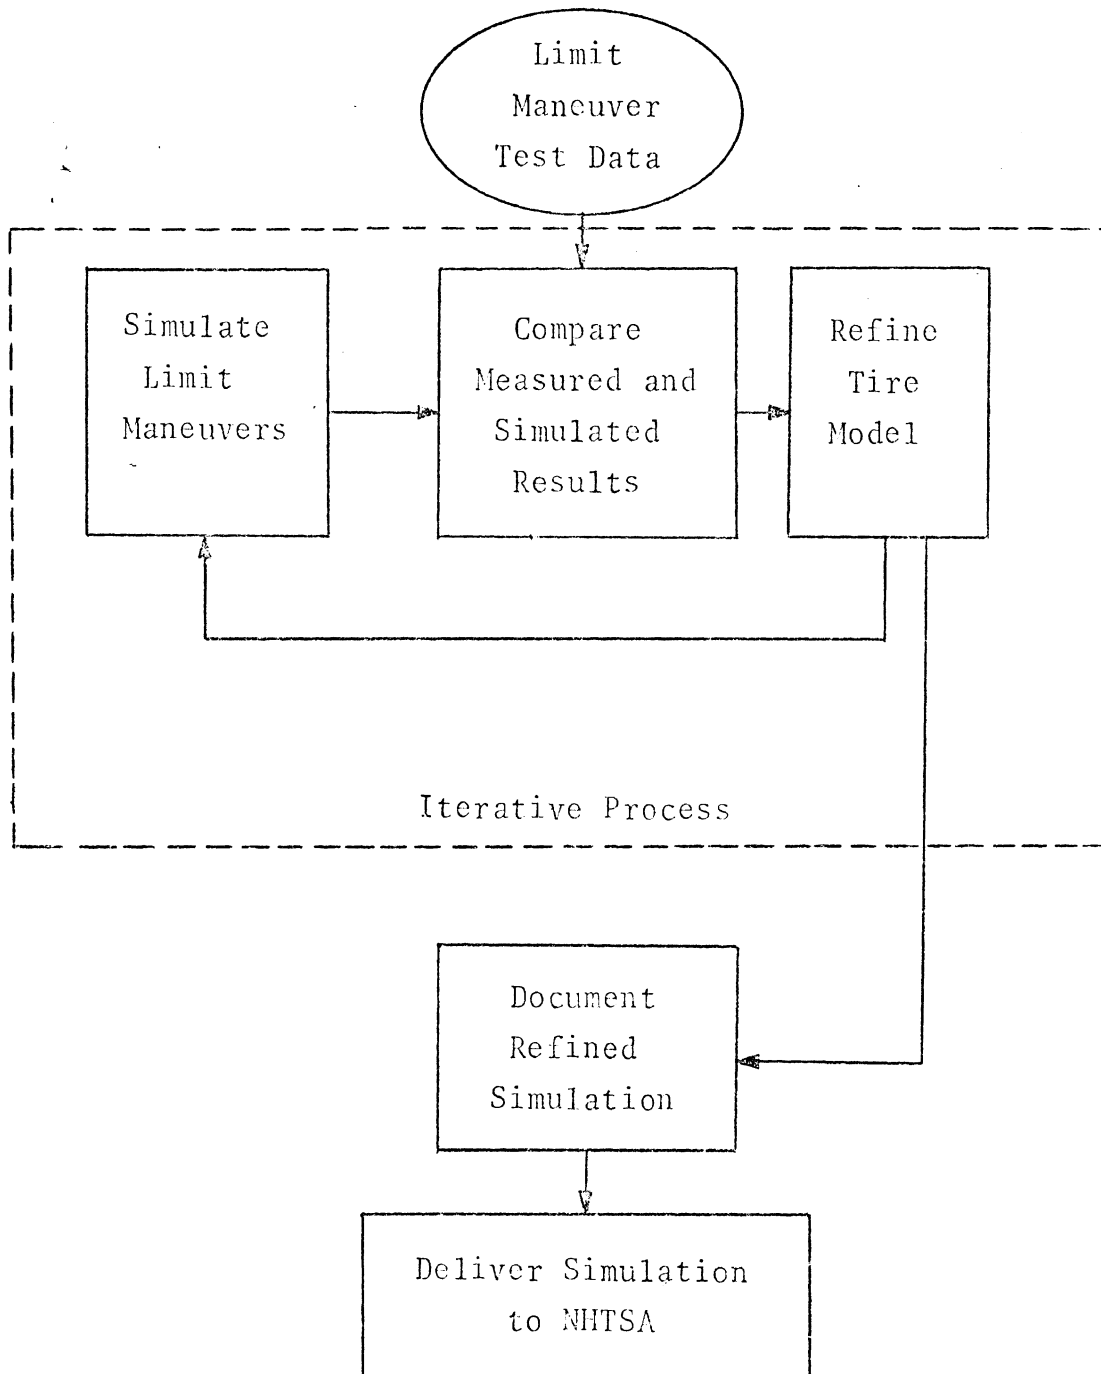 Limit
Maneuver
Test Data
Simulate
Limit
Maneuvers
Compare
Measured and
Simulated
Results
Refine
Tire
Model
Iterative Process
Document
Refined
Simulation
Deliver Simulation
to NHTSA